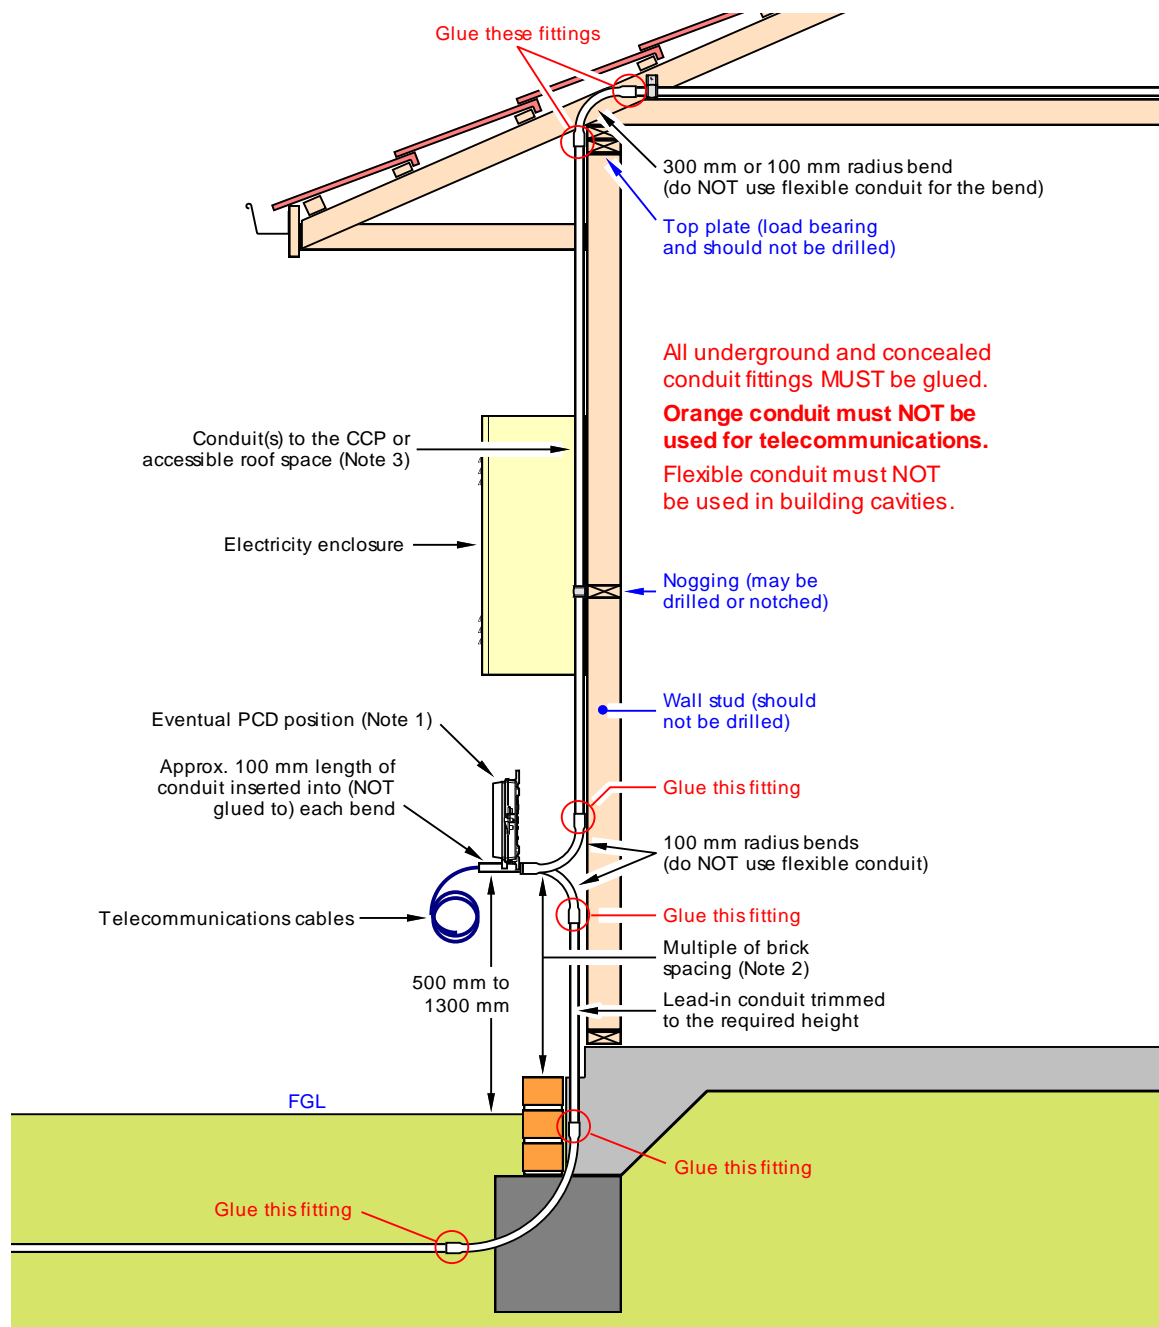 Glue these fittings
300 mm or 100 mm radius bend
(do NOT use flexible conduit for the bend)
Top plate (load bearing
and should not be drilled)
All underground and concealed
conduit fittings MUST be glued.
Orange conduit must NOT be
used for telecommunications.
Flexible conduit must NOT
be used in building cavities.
Conduit(s) to the CCP or
accessible roof space (Note 3)
Electricity enclosure
Nogging (may be
drilled or notched)
Wall stud (should
not be drilled)
Eventual PCD position (Note 1)
Approx. 100 mm length of
conduit inserted into (NOT
glued to) each bend
Glue this fitting
100 mm radius bends
(do NOT use flexible conduit)
Telecommunications cables
Glue this fitting
Multiple of brick
spacing (Note 2)
500 mm to
1300 mm
Lead-in conduit trimmed
to the required height
FGL
Glue this fitting
Glue this fitting